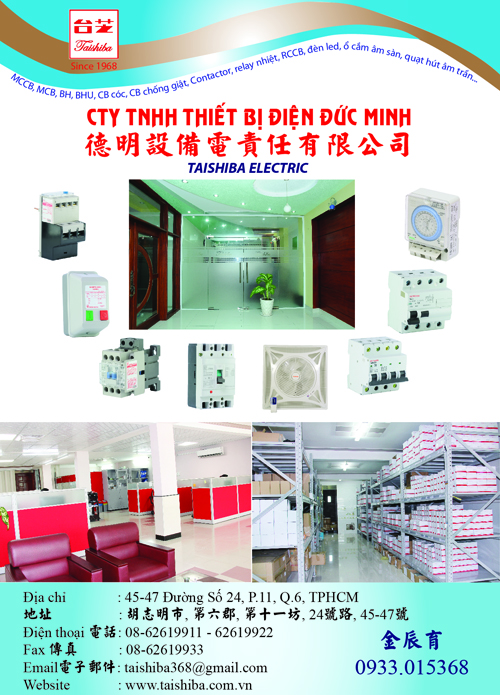 台芝
Taishiba
Since 1968
MCCB, MCB, BH, BHU, CB cóc, CB chống giật, Contactor, relay nhiệt, RCCB, đèn led, ổ cắm âm sàn, quạt hút âm trần...
CTY TNHH THIẾT BỊ ĐIỆN ĐỨC MINH
德明設備電責任有限公司
TAISHIBA ELECTRIC
Địa chỉ : 45-47 Đường Số 24, P.11, Q.6, TPHCM
地址 : 胡志明市, 第六郡, 第十一坊, 24號路, 45-47號
Điện thoại 電話 : 08-62619911 - 62619922
Fax 傳真 : 08-62619933
Email 電子郵件 : taishiba368@gmail.com
Website : www.taishiba.com.vn
金辰育
0933.015368